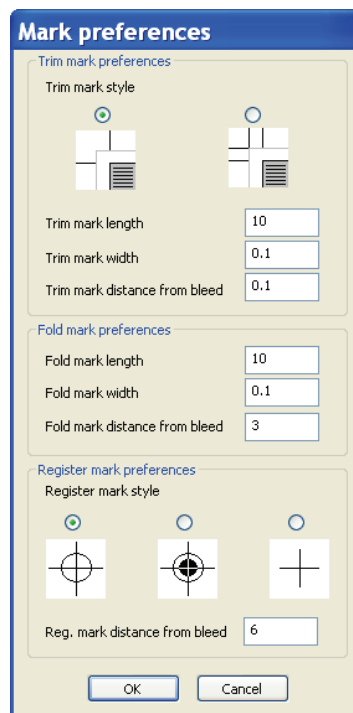 Mark preferences
Trim mark preferences
Trim mark style
Trim mark length 10
Trim mark width 0.1
Trim mark distance from bleed 0.1
Fold mark preferences
Fold mark length 10
Fold mark width 0.1
Fold mark distance from bleed 3
Register mark preferences
Register mark style
Reg. mark distance from bleed 6
OK Cancel